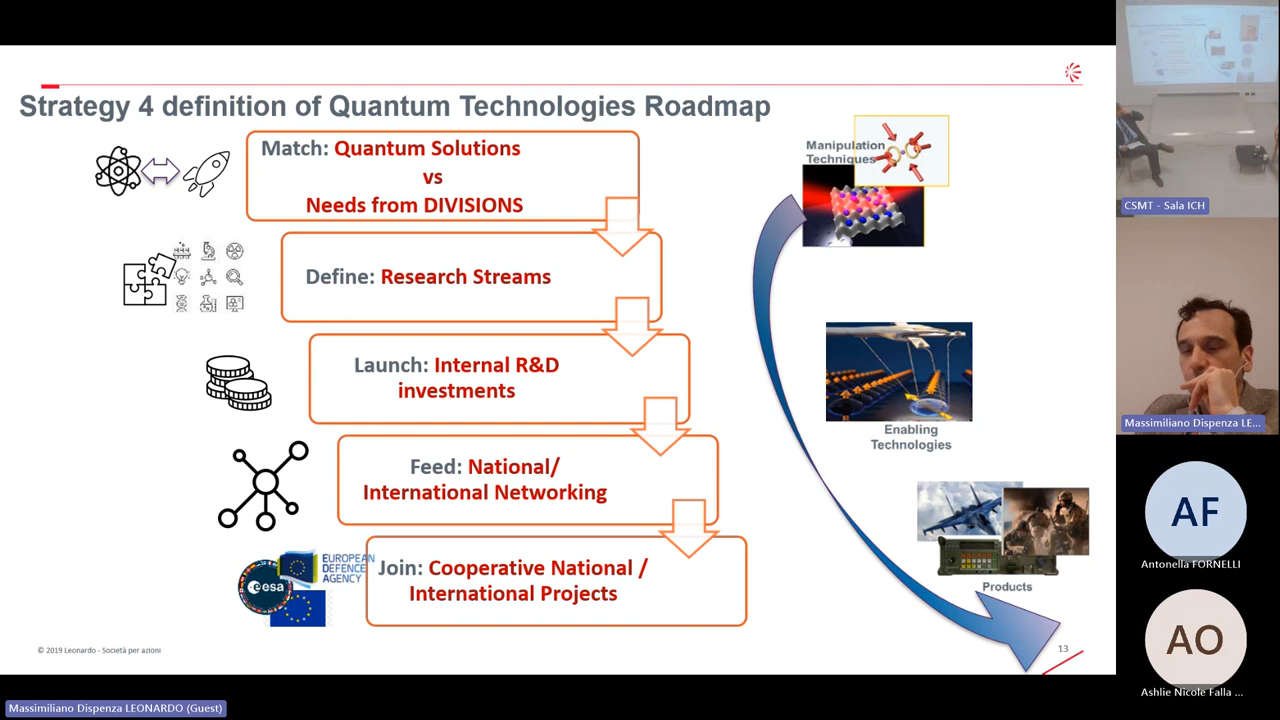 Strategy 4 definition of Quantum Technologies Roadmap
Match: Quantum Solutions
vs
Needs from DIVISIONS
Define: Research Streams
Launch: Internal R&D
investments
Feed: National/
International Networking
EUROPEAN
DEFENCE
AGENCY
esa
Join: Cooperative National /
International Projects
Manipulation
Techniques
Enabling
Technologies
Products
© 2019 Leonardo - Società per azioni
13
CSMT - Sala ICH
Massimiliano Dispenza LE...
AF
Antonella FORNELLI
AO
Ashlie Nicole Falla ...
Massimiliano Dispenza LEONARDO (Guest)